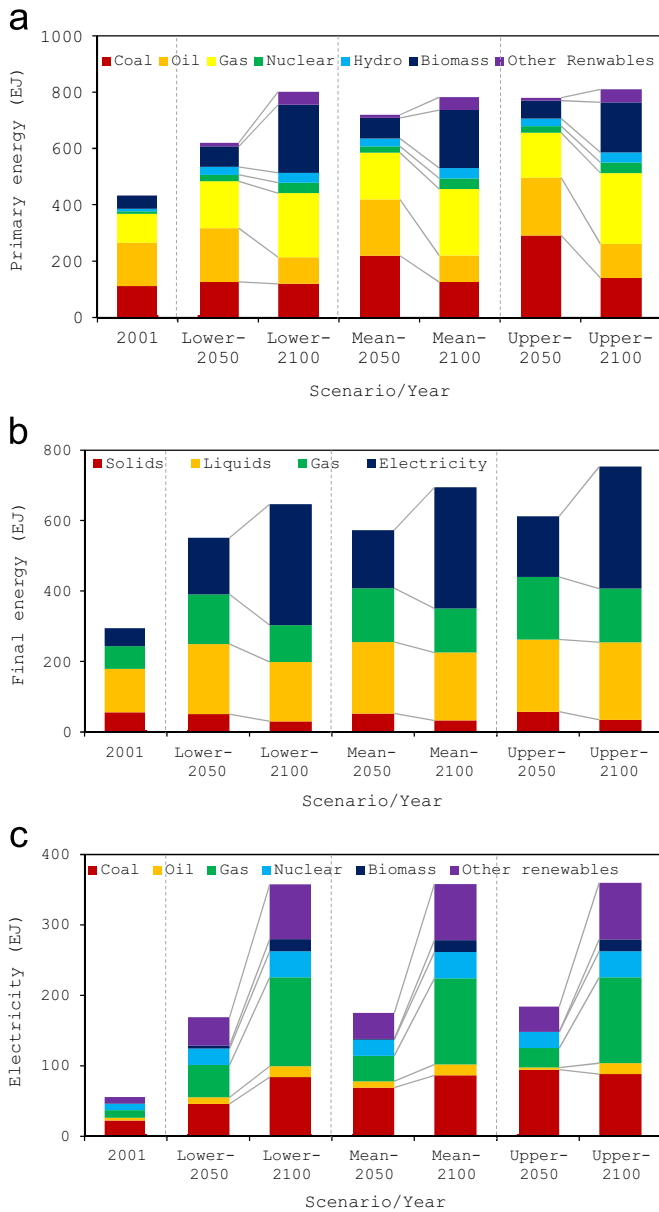 a
1000
Coal Oil Gas Nuclear Hydro Biomass Other Renwables
800
600
400
200
0
Primary energy (EJ)
2001 Lower-2050 Lower-2100 Mean-2050 Mean-2100 Upper-2050 Upper-2100
Scenario/Year
b
800
Solids Liquids Gas Electricity
600
400
200
0
Final energy (EJ)
2001 Lower-2050 Lower-2100 Mean-2050 Mean-2100 Upper-2050 Upper-2100
Scenario/Year
c
400
Coal Oil Gas Nuclear Biomass Other renewables
300
200
100
0
Electricity (EJ)
2001 Lower-2050 Lower-2100 Mean-2050 Mean-2100 Upper-2050 Upper-2100
Scenario/Year